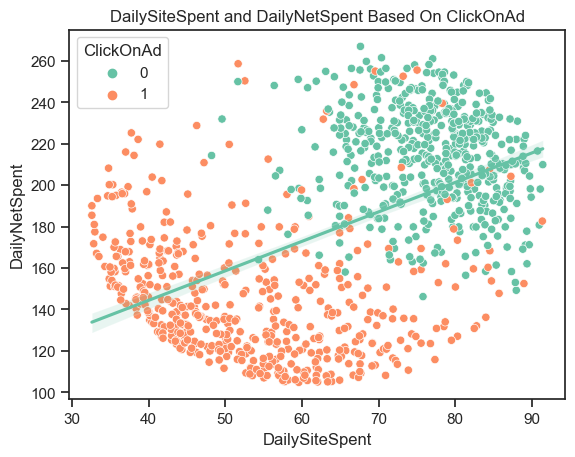 DailySiteSpent and DailyNetSpent Based On ClickOnAd
ClickOnAd
0
1
DailyNetSpent
260
240
220
200
180
160
140
120
100
30 40 50 60 70 80 90
DailySiteSpent